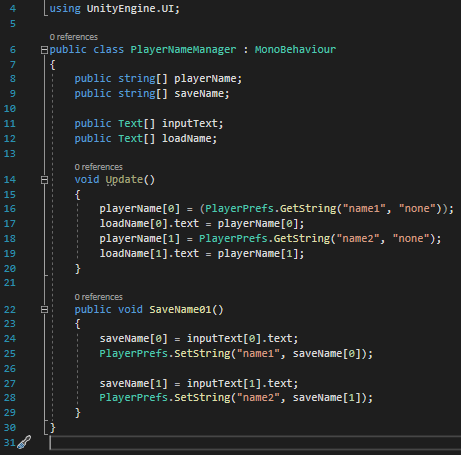 4 using UnityEngine.UI;
5
0 references
6 public class PlayerNameManager : MonoBehaviour
7 {
8 public string[] playerName;
9 public string[] saveName;
10
11 public Text[] inputText;
12 public Text[] loadName;
13
0 references
14 void Update()
15 {
16 playerName[0] = (PlayerPrefs.GetString("name1", "none"));
17 loadName[0].text = playerName[0];
18 playerName[1] = PlayerPrefs.GetString("name2", "none");
19 loadName[1].text = playerName[1];
20 }
21
0 references
22 public void SaveName01()
23 {
24 saveName[0] = inputText[0].text;
25 PlayerPrefs.SetString("name1", saveName[0]);
26
27 saveName[1] = inputText[1].text;
28 PlayerPrefs.SetString("name2", saveName[1]);
29 }
30 }
31